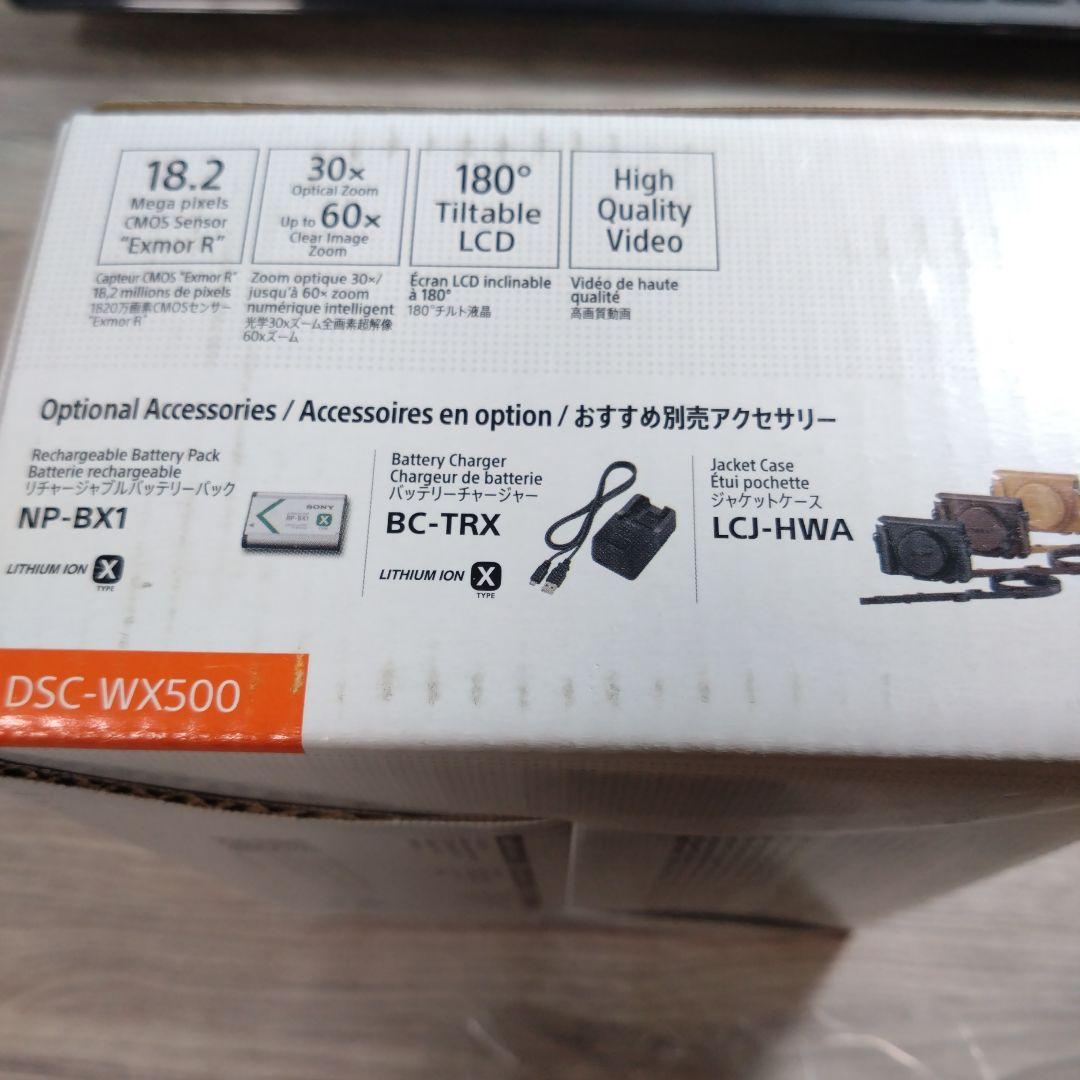 18.2
Mega pixels
CMOS Sensor
"Exmor R"
Capteur CMOS "Exmor R"
18,2 millions de pixels
1820万画素CMOSセンサー
"Exmor R"
30x
Optical Zoom
Up to 60x
Clear Image
Zoom
Zoom optique 30×/
jusqu'à 60× zoom
numérique intelligent
光学30xズーム全画素超解像
60xズーム
180°
Tiltable
LCD
Écran LCD inclinable
à 180°
180°チルト液晶
High
Quality
Video
Vidéo de haute
qualité
高画質動画
Optional Accessories / Accessoires en option / おすすめ別売アクセサリー
Rechargeable Battery Pack
Batterie rechargeable
リチャージャブルバッテリーパック
NP-BX1
LITHIUM ION X
TYPE
SONY
NP-BX1
X
Battery Charger
Chargeur de batterie
バッテリーチャージャー
BC-TRX
LITHIUM ION X
TYPE
Jacket Case
Étui pochette
ジャケットケース
LCJ-HWA
DSC-WX500